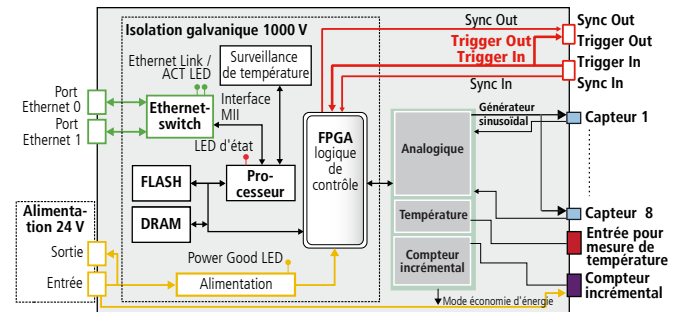 Isolation galvanique 1000 V
Ethernet Link /
ACT LED
Surveillance
de température
Port
Ethernet 0
Port
Ethernet 1
Ethernet-
switch
Interface
MII
LED d'état
FLASH
DRAM
Pro-
cesseur
FPGA
logique
de
contrôle
Sync Out
Trigger Out
Trigger In
Sync In
Sync Out
Trigger Out
Trigger In
Sync In
Générateur
sinusoïdal
Analogique
Température
Compteur
incrémental
Capteur 1
Capteur 8
Entrée pour
mesure de
température
Compteur
incrémental
Alimenta-
tion 24 V
Sortie
Entrée
Power Good LED
Alimentation
Mode économie d'énergie